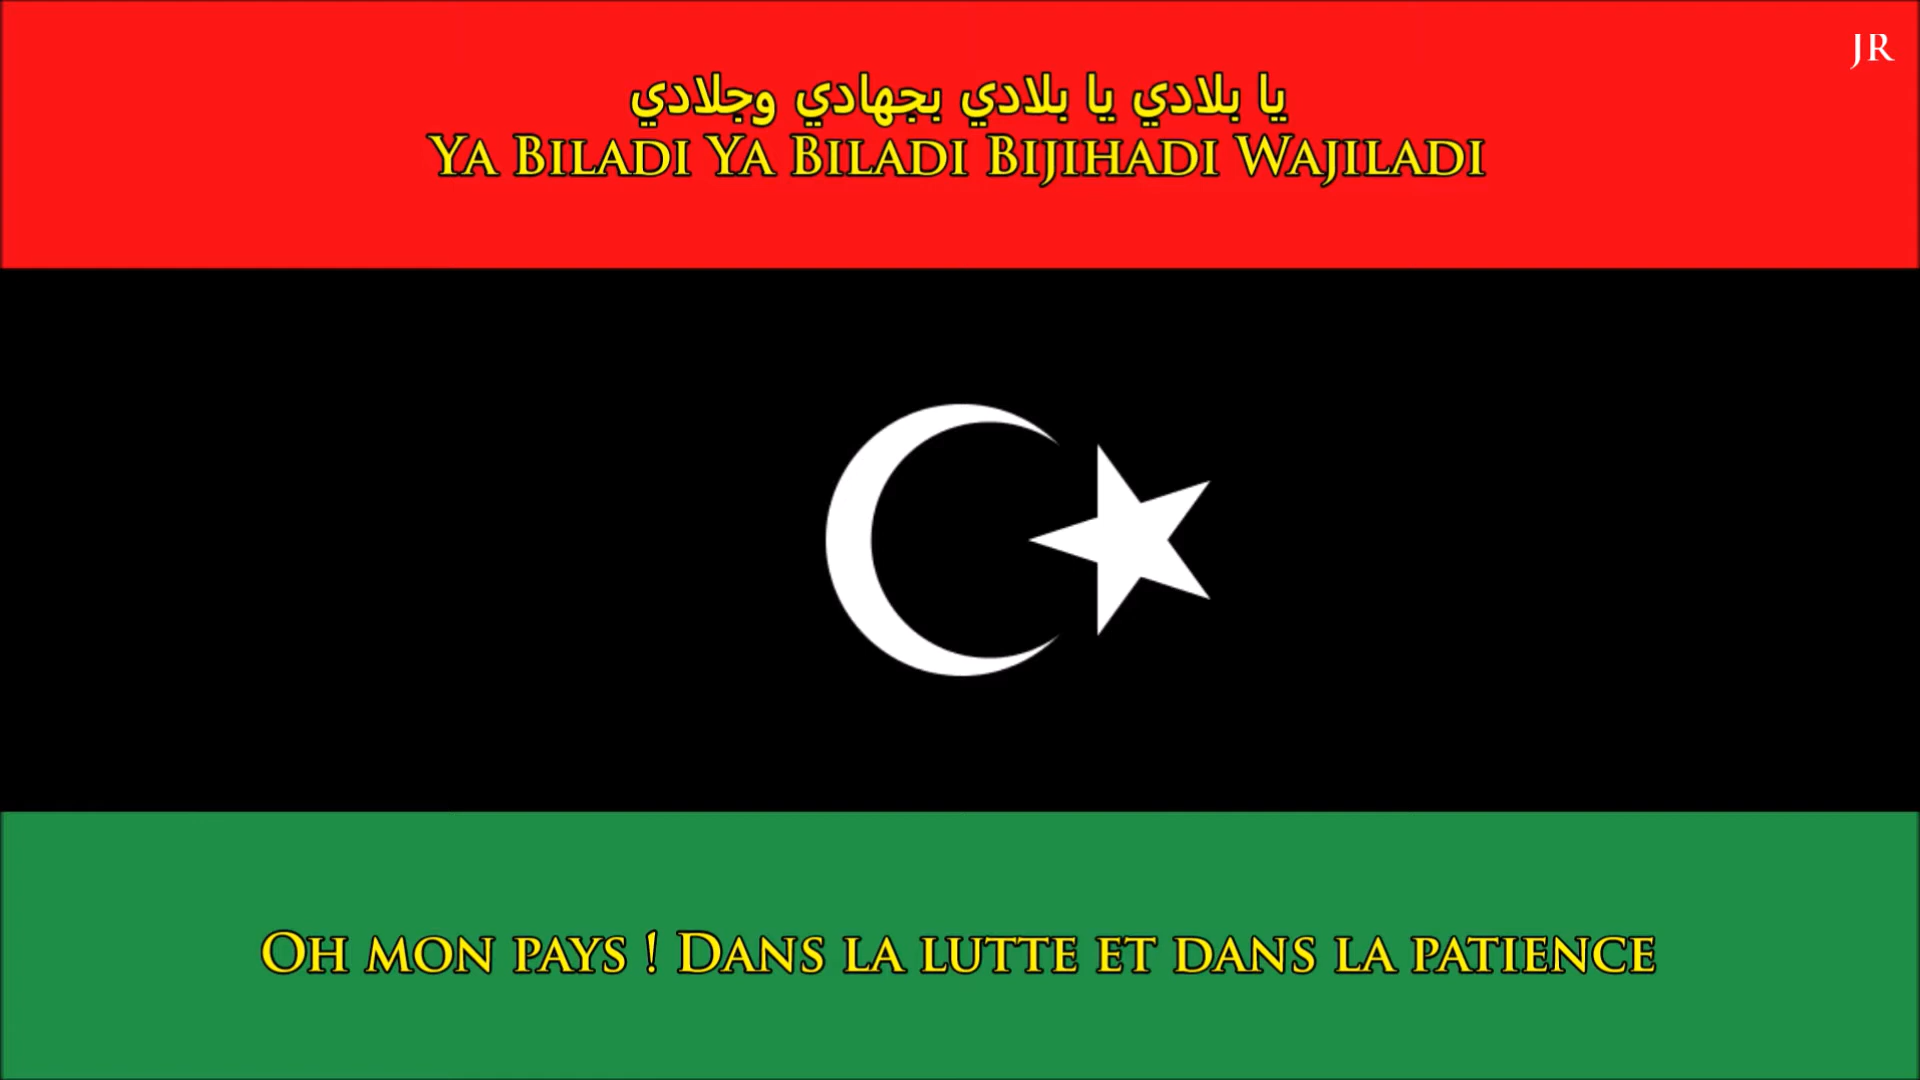 JR
يا بلادي يا بلادي بجهادي وجلادي
Ya Biladi Ya Biladi Bijihadi Wajiladi
Oh mon pays ! Dans la lutte et dans la patience